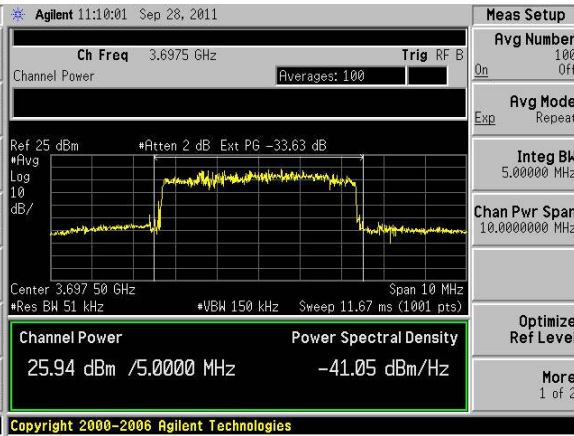 Agilent 11:10:01 Sep 28, 2011
Meas Setup
Ch Freq 3.6975 GHz Trig RF B
Channel Power Averages: 100
Avg Number
100
On Off
Avg Mode
Exp Repeat
Integ BW
5.00000 MHz
Chan Pwr Span
10.0000000 MHz
Optimize
Ref Level
More
1 of 2
Ref 25 dBm #Atten 2 dB Ext PG -33.63 dB
#Avg
Log
10
dB/
Center 3.697 50 GHz Span 10 MHz
#Res BW 51 kHz #VBW 150 kHz Sweep 11.67 ms (1001 pts)
Channel Power Power Spectral Density
25.94 dBm /5.0000 MHz -41.05 dBm/Hz
Copyright 2000-2006 Agilent Technologies